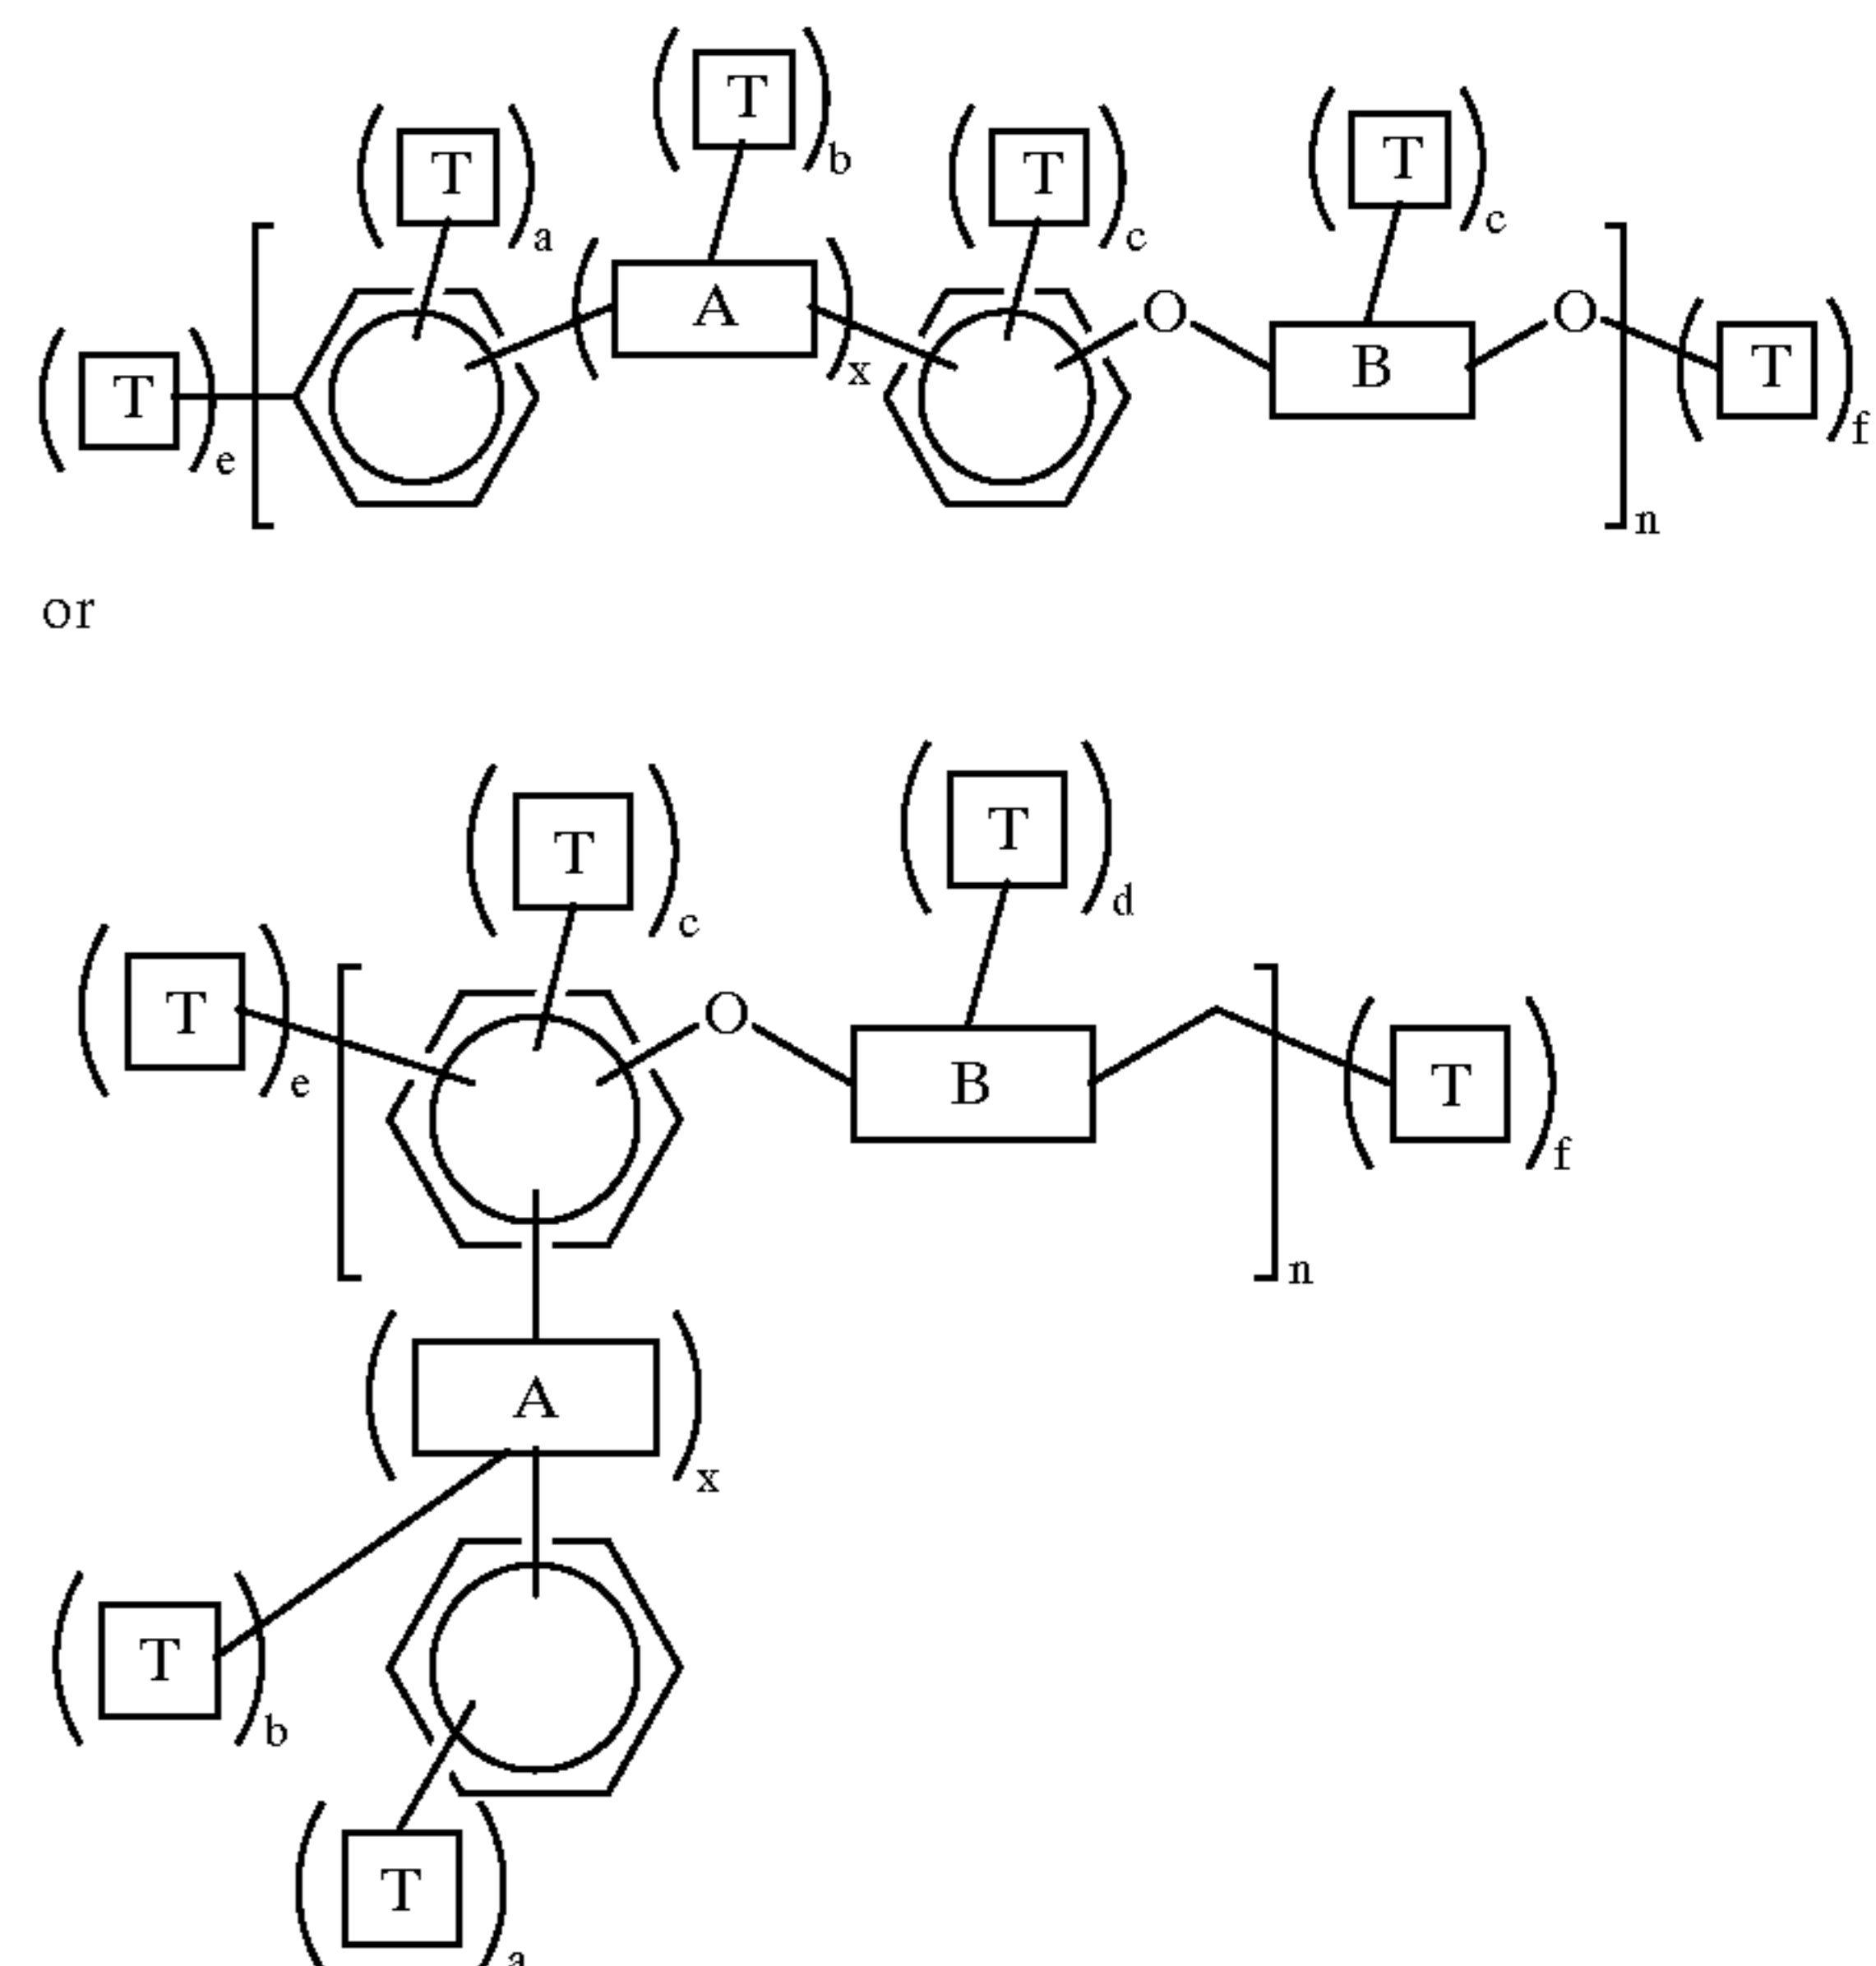 (T)b
(T)a (T)c (T)c
(T)e [ (A)x O B O ]n (T)f
or
(T)c (T)d
(T)e [ O B ]n (T)f
(A)x
(T)b
(T)a